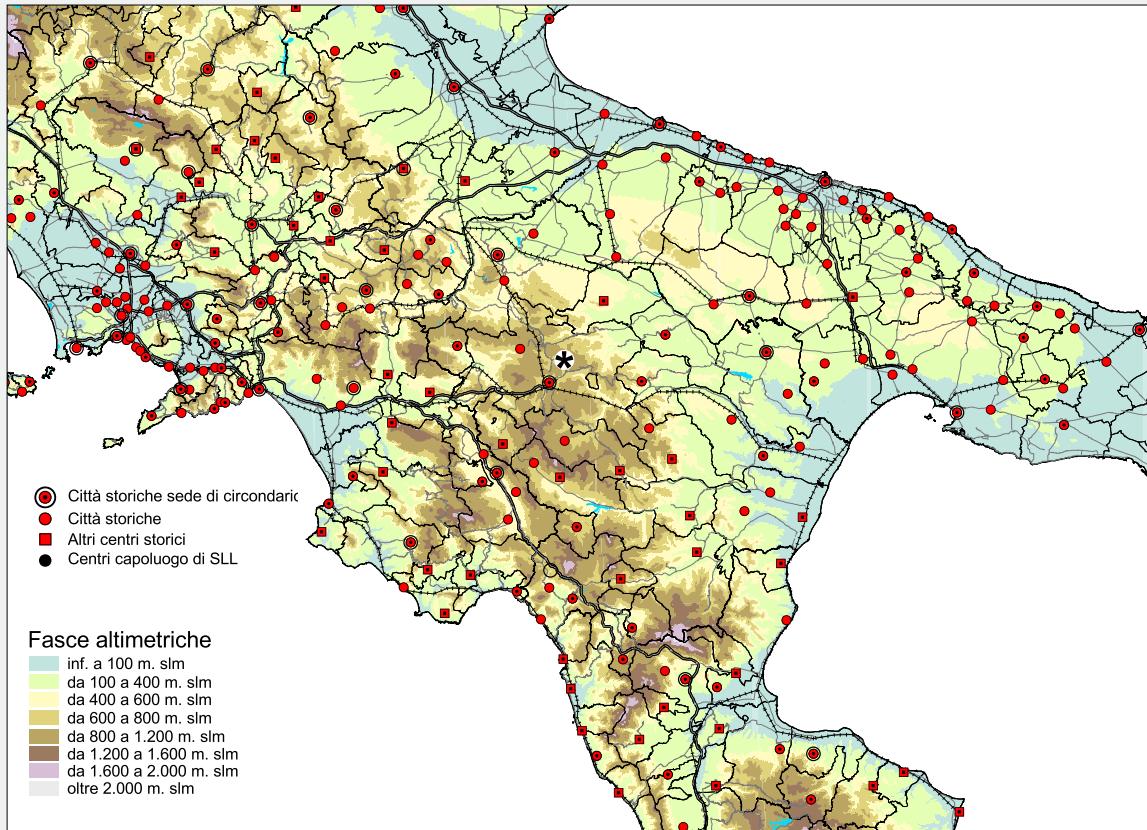 *
Città storiche sede di circondaric
Città storiche
Altri centri storici
Centri capoluogo di SLL
Fasce altimetriche
inf. a 100 m. slm
da 100 a 400 m. slm
da 400 a 600 m. slm
da 600 a 800 m. slm
da 800 a 1.200 m. slm
da 1.200 a 1.600 m. slm
da 1.600 a 2.000 m. slm
oltre 2.000 m. slm